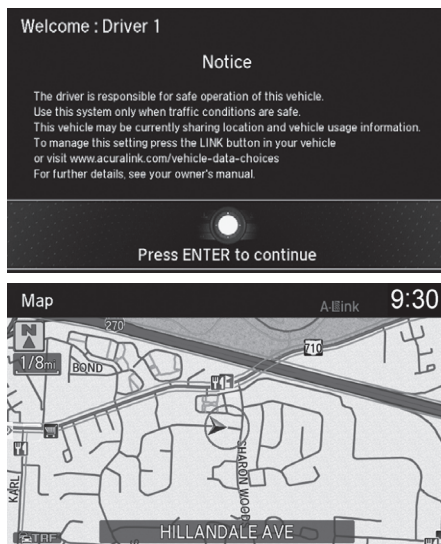 Welcome : Driver 1
Notice
The driver is responsible for safe operation of this vehicle.
Use this system only when traffic conditions are safe.
This vehicle may be currently sharing location and vehicle usage information.
To manage this setting press the LINK button in your vehicle
or visit www.acuralink.com/vehicle-data-choices
For further details, see your owner's manual.
Press ENTER to continue
Map
9:30
N
270
710
1/8mi
BOND
SHARON WOOD
KARL
TRF
HILLANDALE AVE